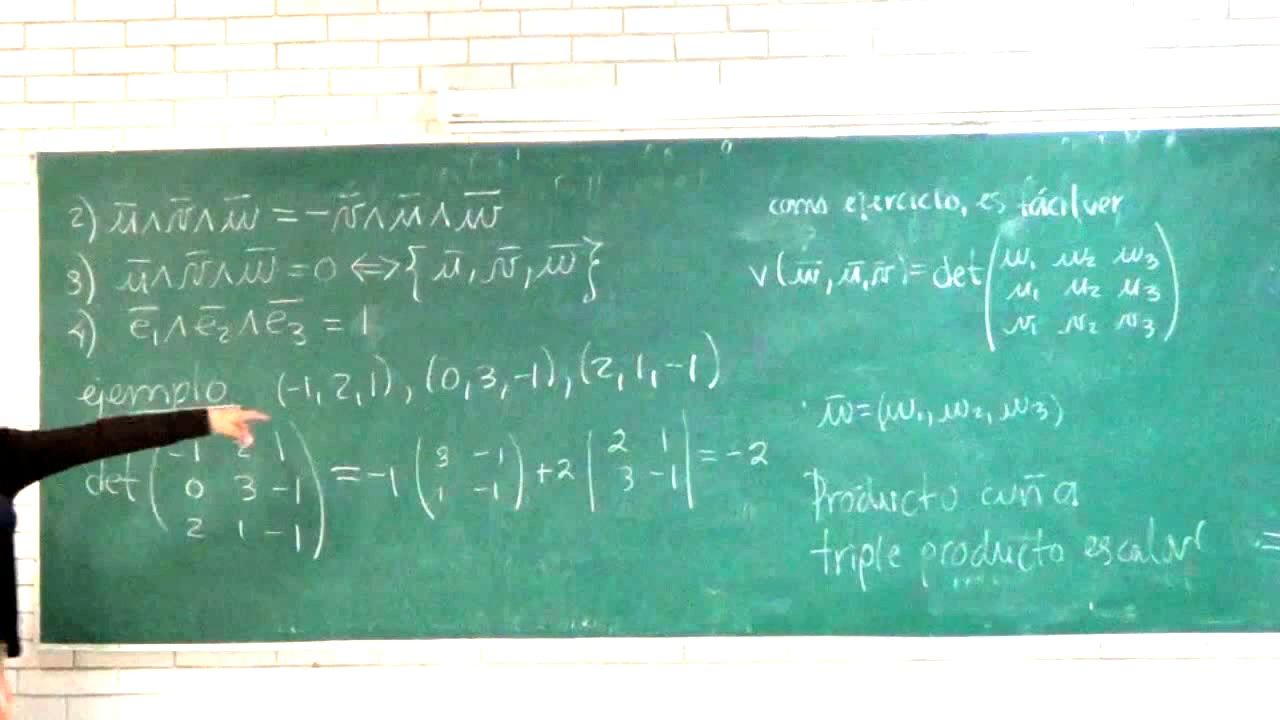 2) ū∧v̄∧w̄ = -v̄∧ū∧w̄
3) ū∧v̄∧w̄ = 0 ⇔ {ū, v̄, w̄}
4) ē₁∧ē₂∧ē₃ = 1
ejemplo (-1,2,1), (0,3,-1), (2,1,-1)
det ( -1 2 1 ) = -1 ( 3 -1 ) +2 | 2 1 | = -2
0 3 -1 1 -1 3 -1
2 1 -1
como ejercicio, es fácil ver
v(w̄, ū, v̄) = det ( w₁ w₂ w₃ )
u₁ u₂ u₃
v₁ v₂ v₃
w̄ = (w₁, w₂, w₃)
Producto cuña
triple producto escalar =